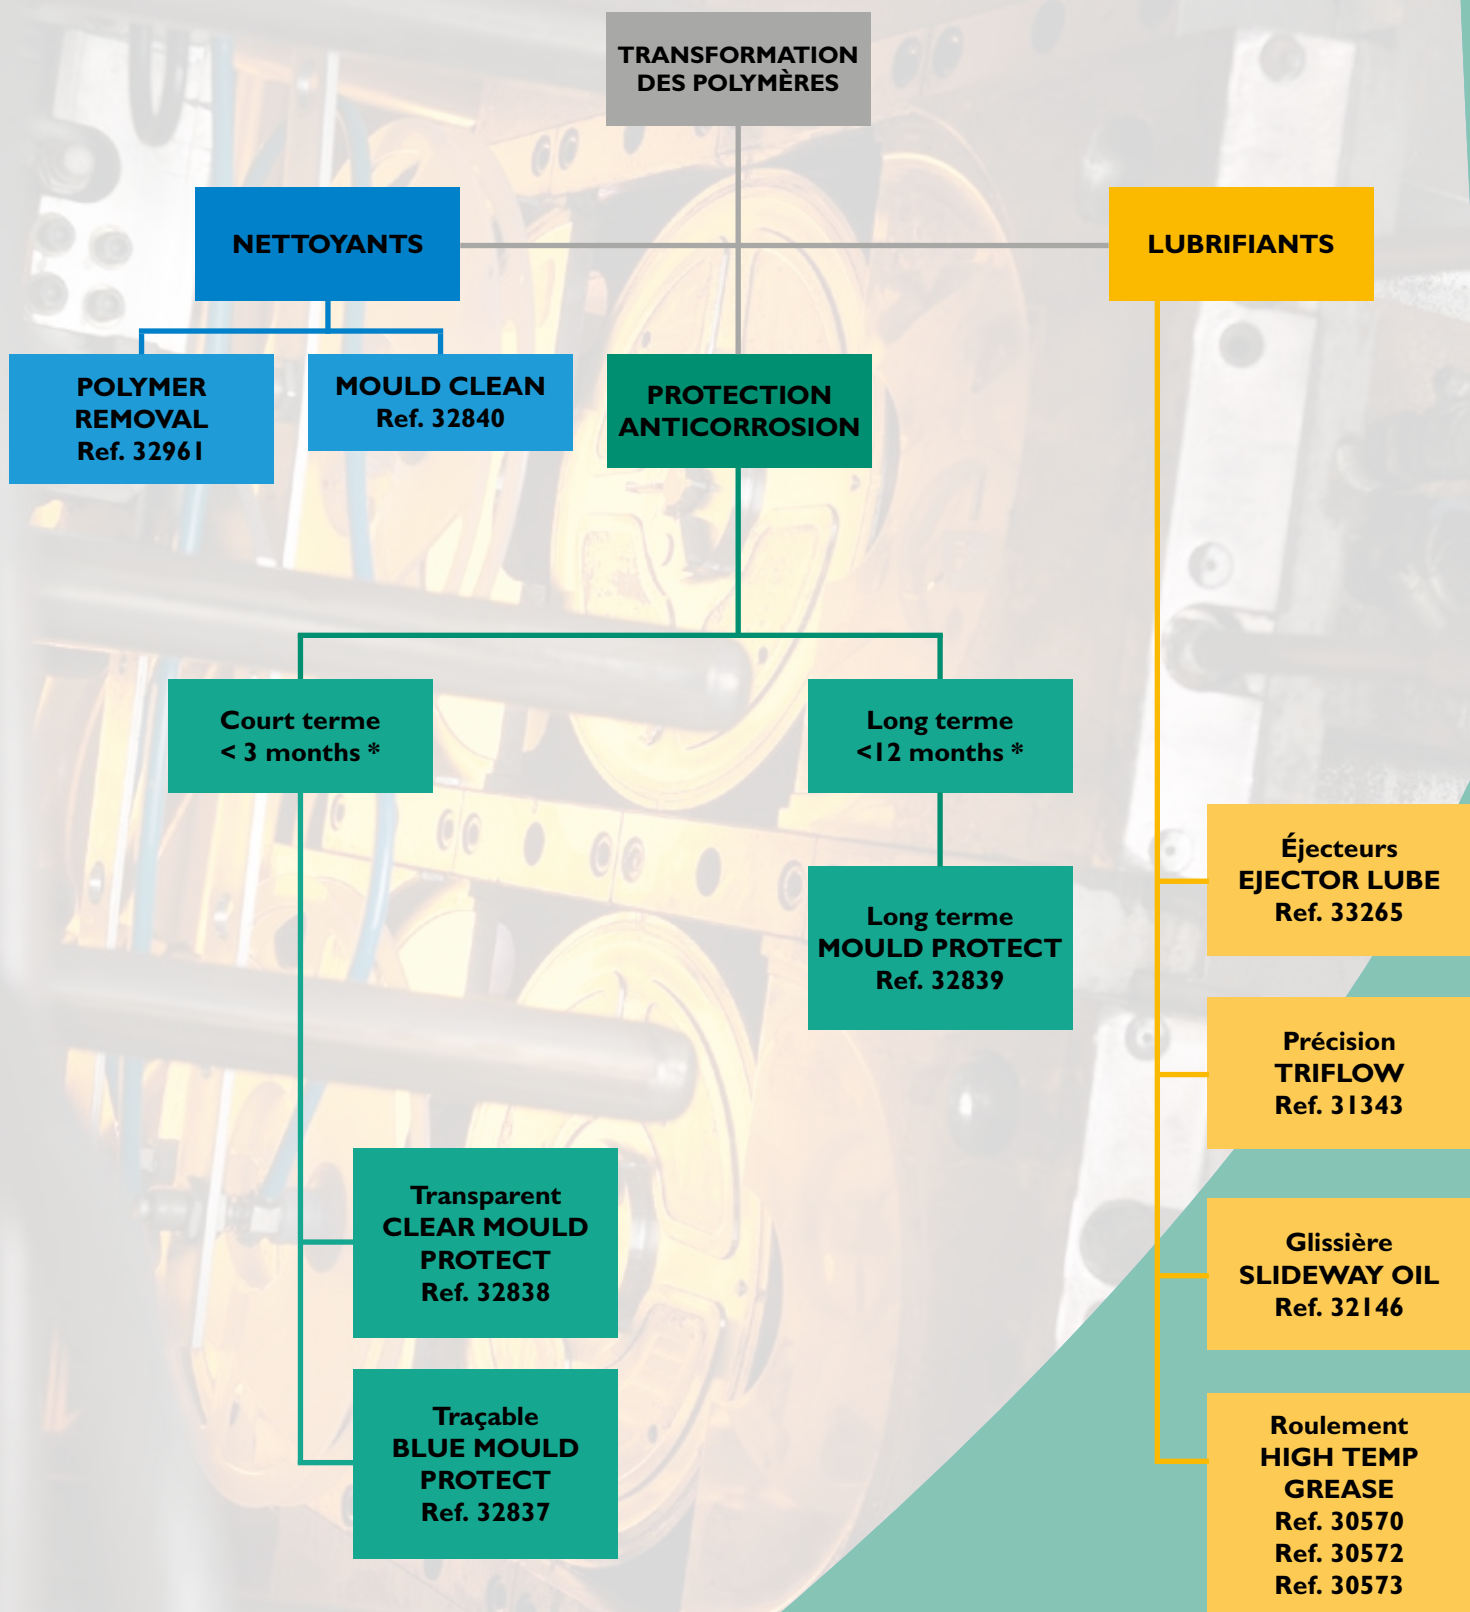 TRANSFORMATION
DES POLYMÈRES
NETTOYANTS
LUBRIFIANTS
POLYMER
REMOVAL
Ref. 32961
MOULD CLEAN
Ref. 32840
PROTECTION
ANTICORROSION
Court terme
< 3 months *
Long terme
<12 months *
Long terme
MOULD PROTECT
Ref. 32839
Transparent
CLEAR MOULD
PROTECT
Ref. 32838
Traçable
BLUE MOULD
PROTECT
Ref. 32837
Éjecteurs
EJECTOR LUBE
Ref. 33265
Précision
TRIFLOW
Ref. 31343
Glissière
SLIDEWAY OIL
Ref. 32146
Roulement
HIGH TEMP
GREASE
Ref. 30570
Ref. 30572
Ref. 30573